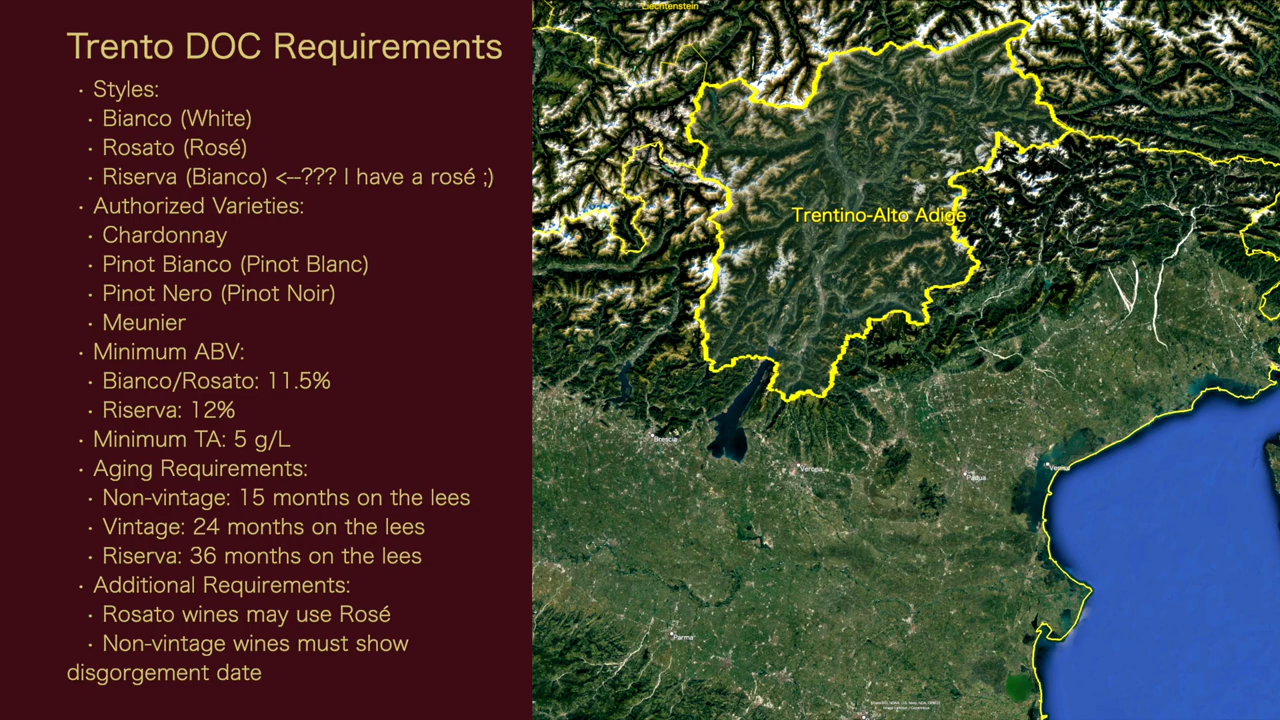 Trento DOC Requirements
• Styles:
• Bianco (White)
• Rosato (Rosé)
• Riserva (Bianco) <--??? I have a rosé ;)
• Authorized Varieties:
• Chardonnay
• Pinot Bianco (Pinot Blanc)
• Pinot Nero (Pinot Noir)
• Meunier
• Minimum ABV:
• Bianco/Rosato: 11.5%
• Riserva: 12%
• Minimum TA: 5 g/L
• Aging Requirements:
• Non-vintage: 15 months on the lees
• Vintage: 24 months on the lees
• Riserva: 36 months on the lees
• Additional Requirements:
• Rosato wines may use Rosé
• Non-vintage wines must show
disgorgement date
Liechtenstein
Trentino-Alto Adige
Brescia
Verona
Padua
Venice
Parma